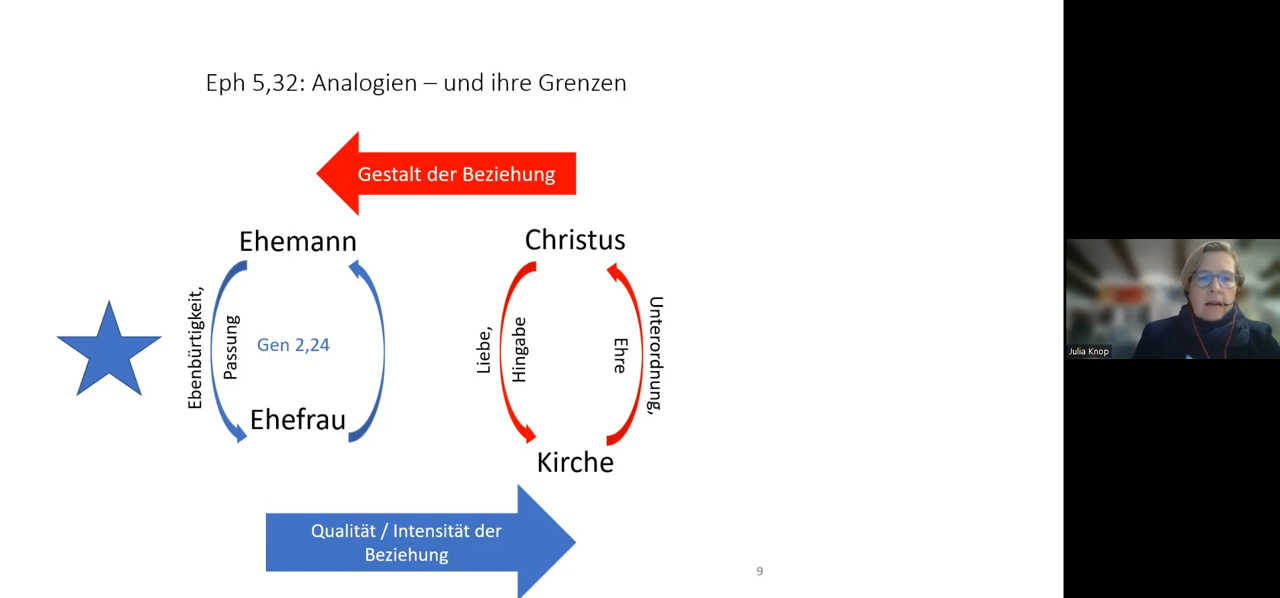 Eph 5,32: Analogien – und ihre Grenzen
Gestalt der Beziehung
Ehemann
Christus
Ebenbürtigkeit,
Passung
Gen 2,24
Liebe,
Hingabe
Ehre
Unterordnung,
Ehefrau
Kirche
Qualität / Intensität der
Beziehung
9
Julia Knop